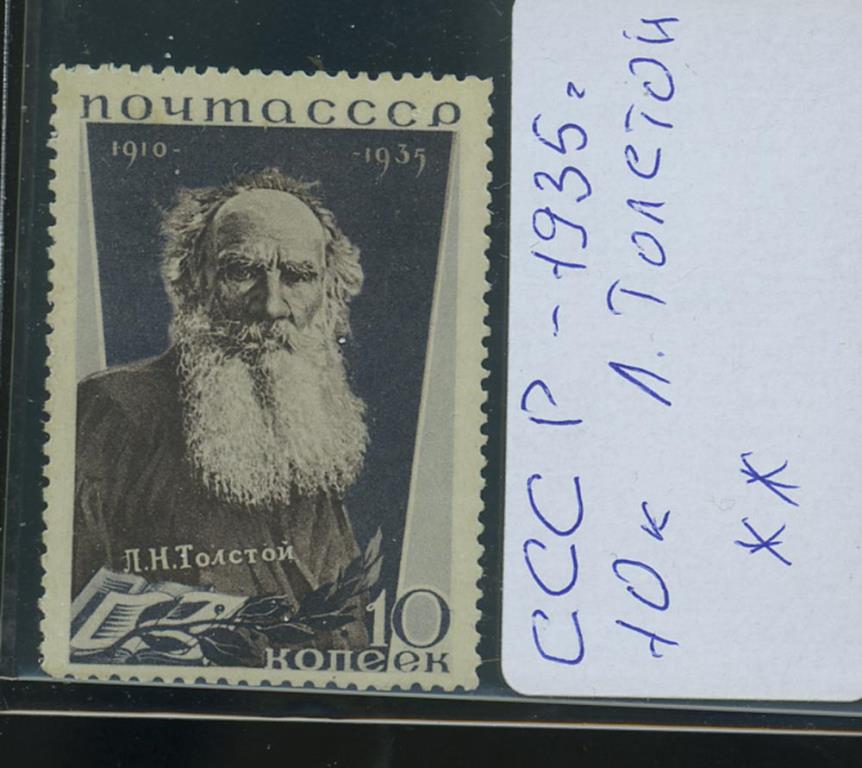 почта СССР
1910-
-1935
Л.Н.Толстой
10
копеек
СССР - 1935г
10к Л. Толстой
**